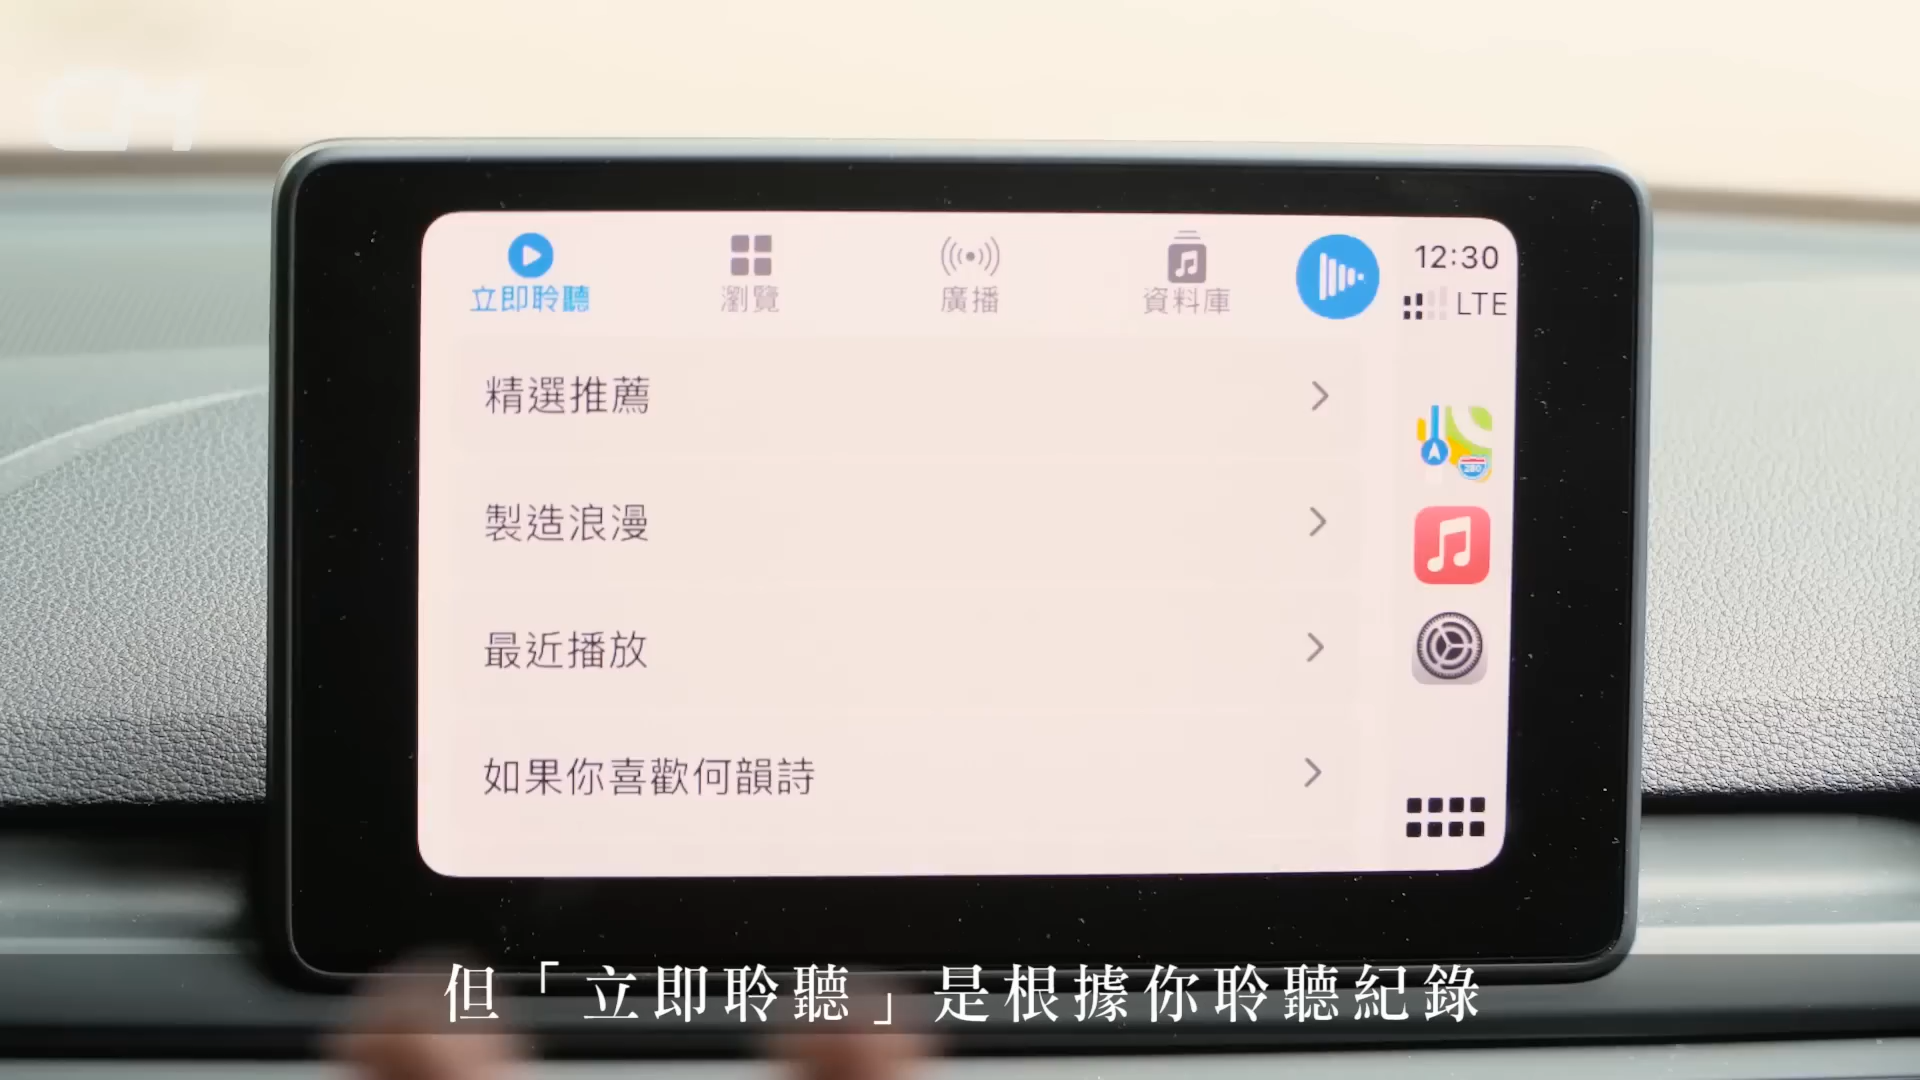 CM
立即聆聽
瀏覽
廣播
資料庫
12:30
LTE
精選推薦
280
製造浪漫
最近播放
如果你喜歡何韻詩
但「立即聆聽」是根據你聆聽紀錄